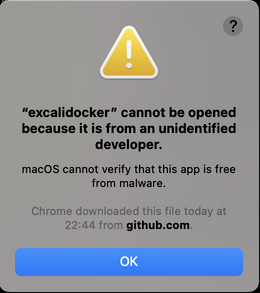 ?
“excalidocker” cannot be opened
because it is from an unidentified
developer.
macOS cannot verify that this app is free
from malware.
Chrome downloaded this file today at
22:44 from github.com.
OK